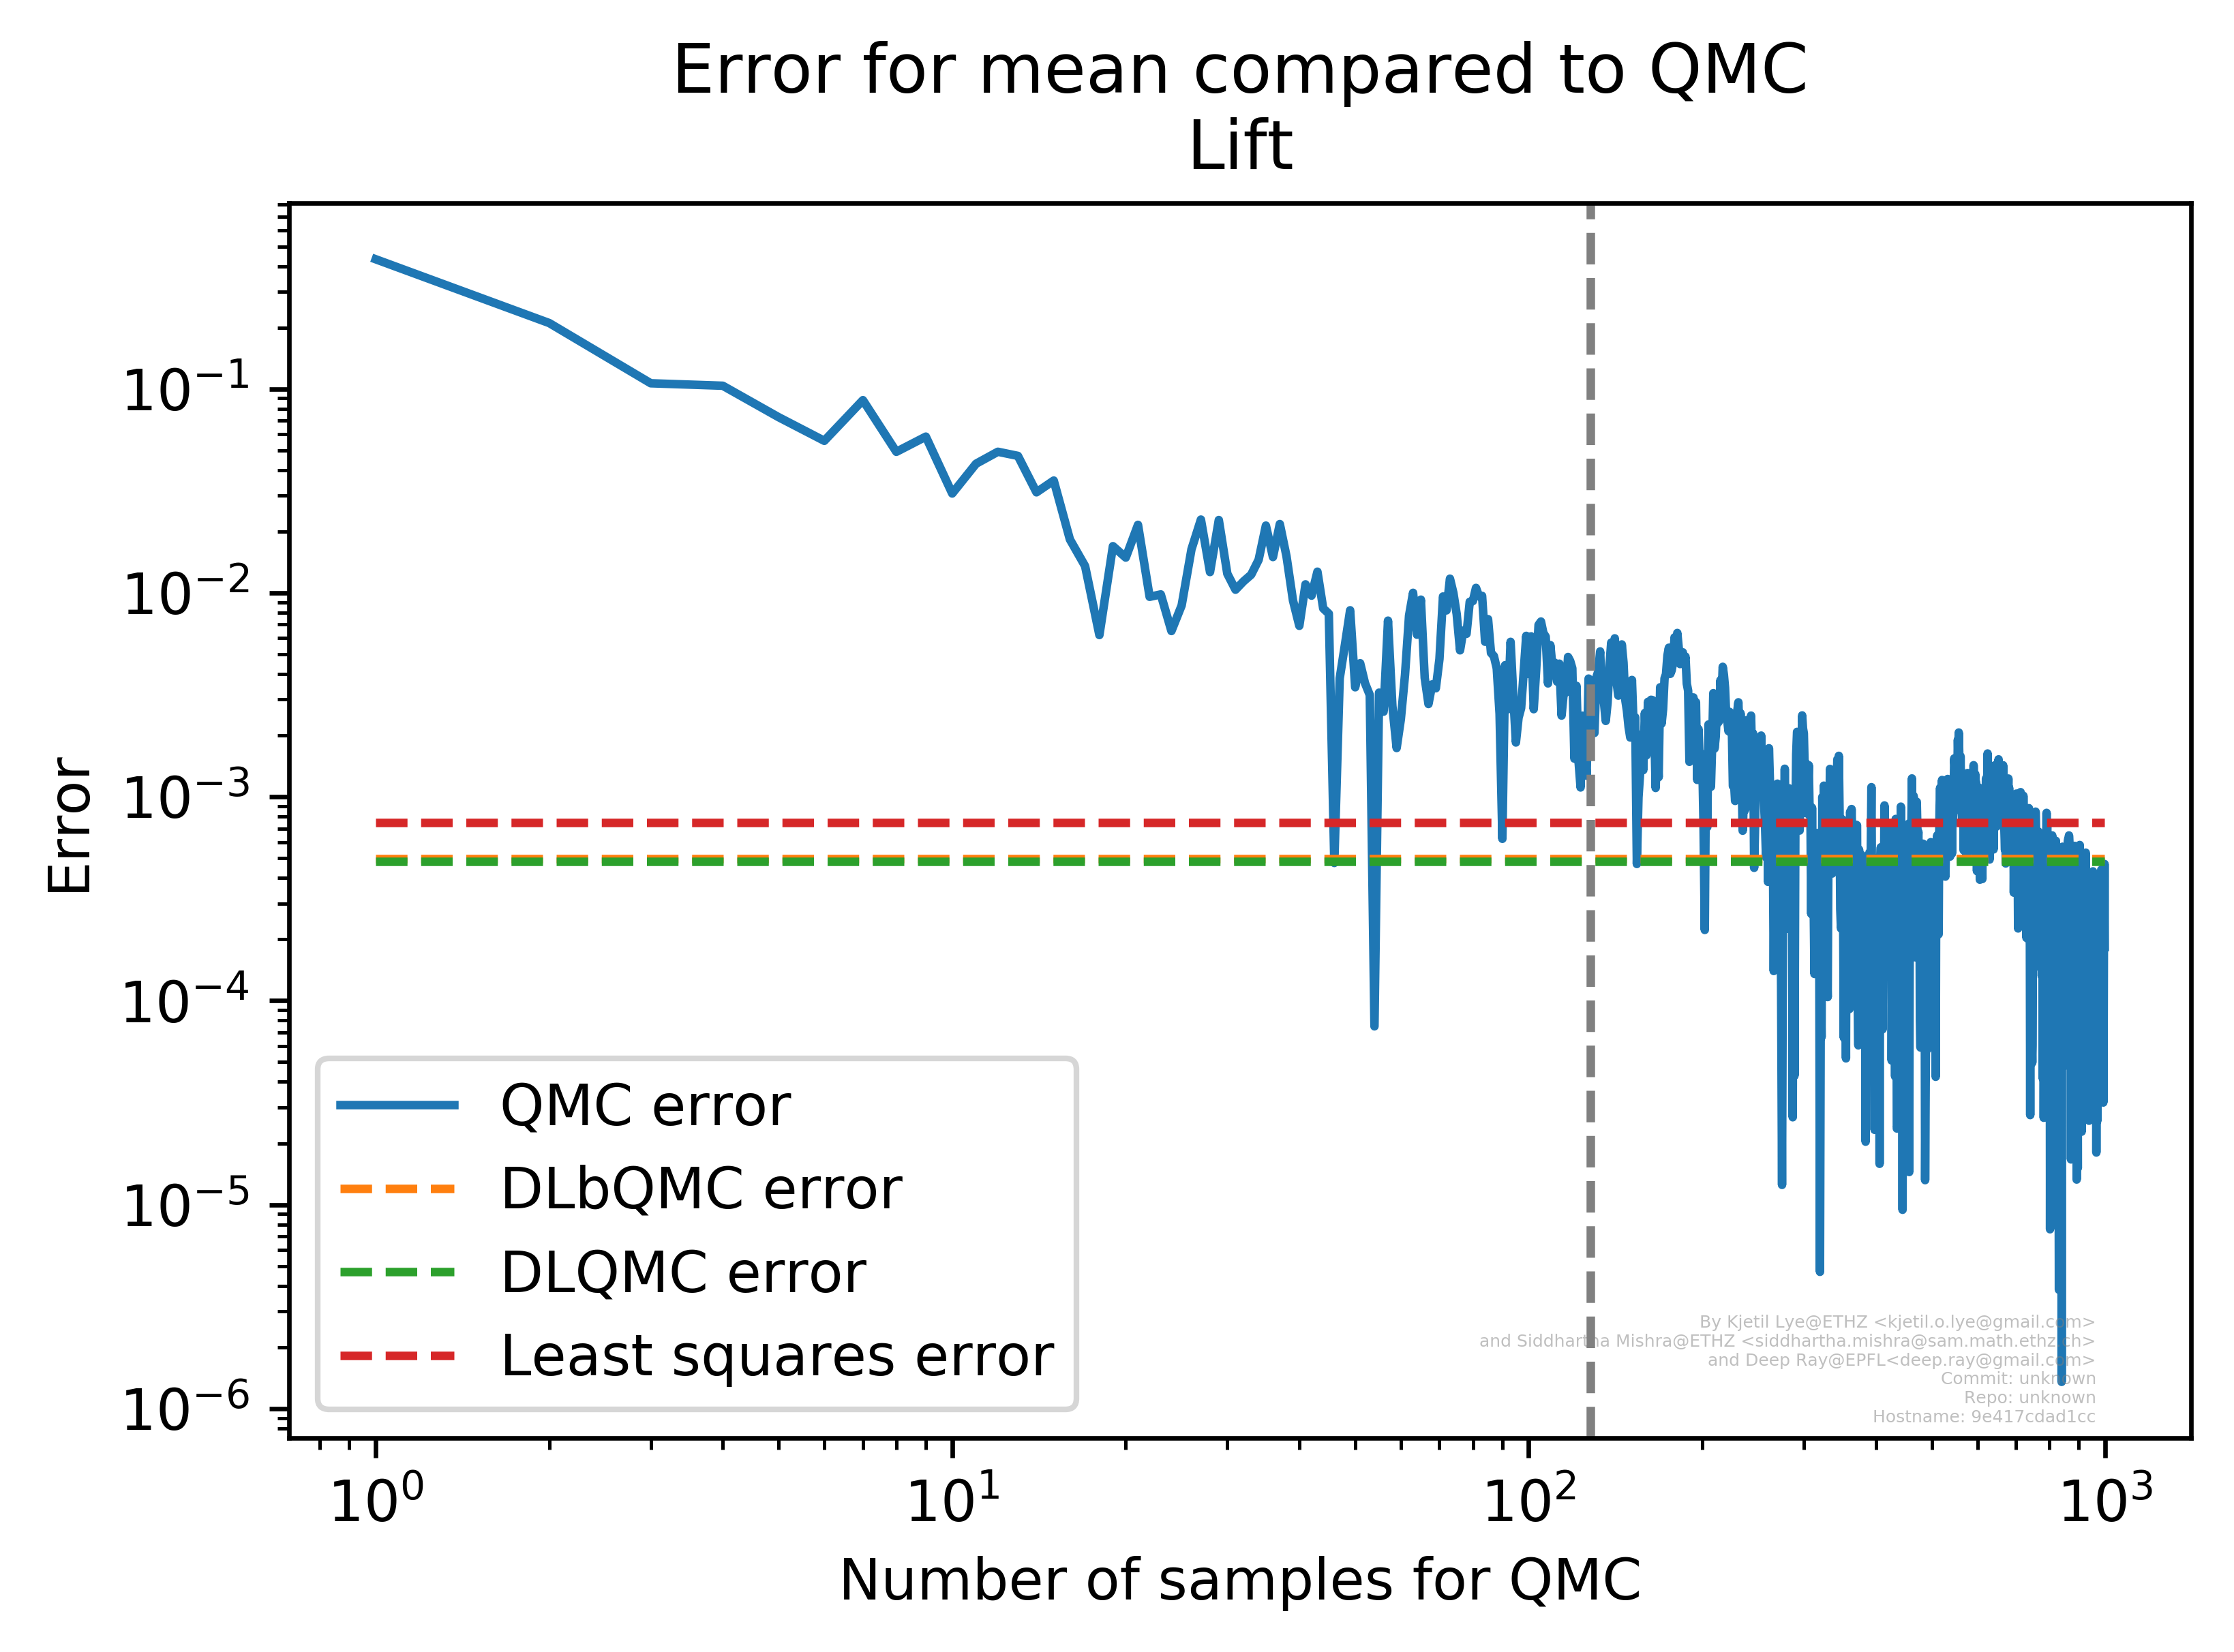 Error for mean compared to QMC
Lift
Error
10⁻¹
10⁻²
10⁻³
10⁻⁴
10⁻⁵
10⁻⁶
QMC error
DLbQMC error
DLQMC error
Least squares error
By Kjetil Lye@ETHZ <kjetil.o.lye@gmail.com>
and Siddhartha Mishra@ETHZ <siddhartha.mishra@sam.math.ethz.ch>
and Deep Ray@EPFL<deep.ray@gmail.com>
Commit: unknown
Repo: unknown
Hostname: 9e417cdad1cc
10⁰ 10¹ 10² 10³
Number of samples for QMC